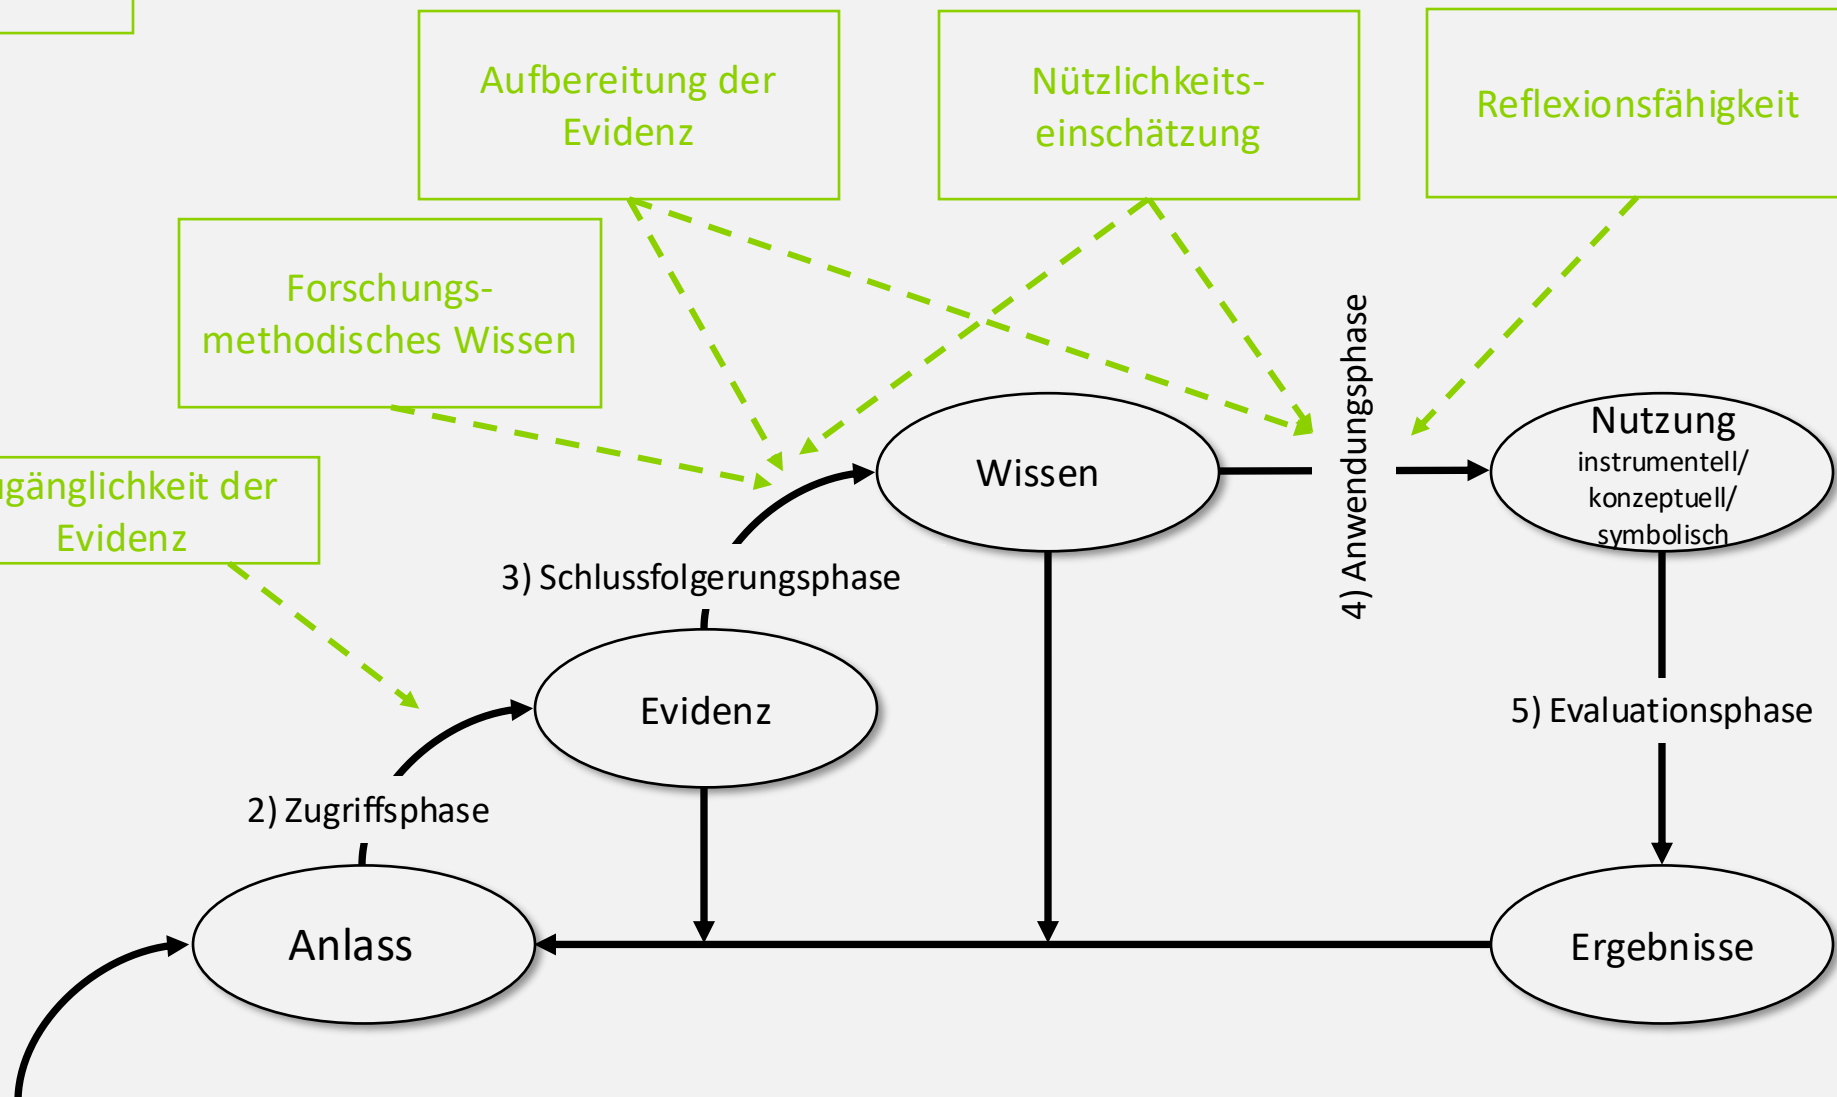 Aufbereitung der
Evidenz
Nützlichkeits-
einschätzung
Reflexionsfähigkeit
Forschungs-
methodisches Wissen
der
Evidenz
Wissen
4) Anwendungsphase
Nutzung
instrumentell/
konzeptuell/
symbolisch
3) Schlussfolgerungsphase
Evidenz
5) Evaluationsphase
2) Zugriffsphase
Anlass
Ergebnisse